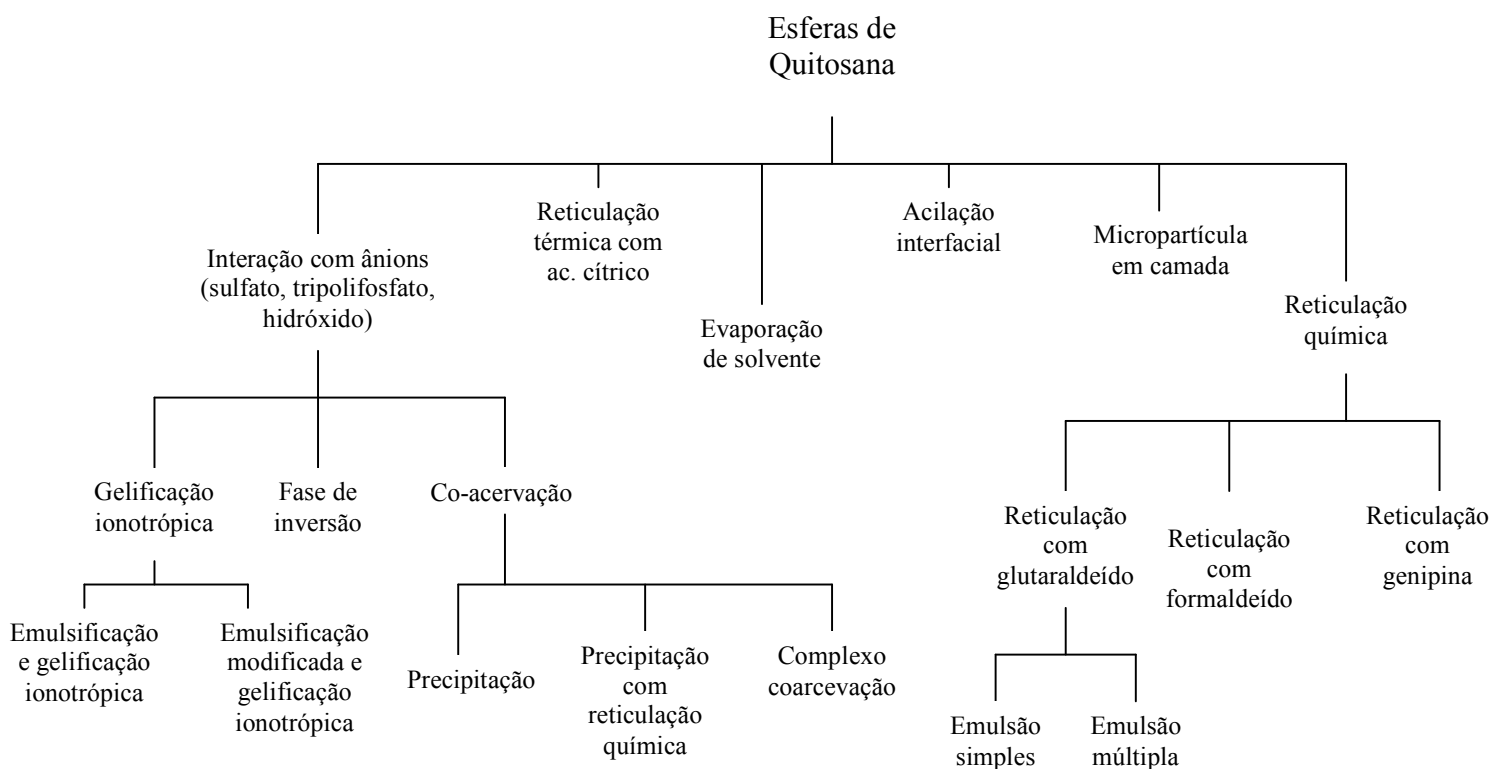 Esferas de
Quitosana
Interação com ânions
(sulfato, tripolifosfato,
hidróxido)
Reticulação
térmica com
ac. cítrico
Evaporação
de solvente
Acilação
interfacial
Micropartícula
em camada
Reticulação
química
Gelificação
ionotrópica
Fase de
inversão
Co-acervação
Reticulação
com
glutaraldeído
Reticulação
com
formaldeído
Reticulação
com
genipina
Emulsificação
e gelificação
ionotrópica
Emulsificação
modificada e
gelificação
ionotrópica
Precipitação
Precipitação
com
reticulação
química
Complexo
coarcevação
Emulsão
simples
Emulsão
múltipla